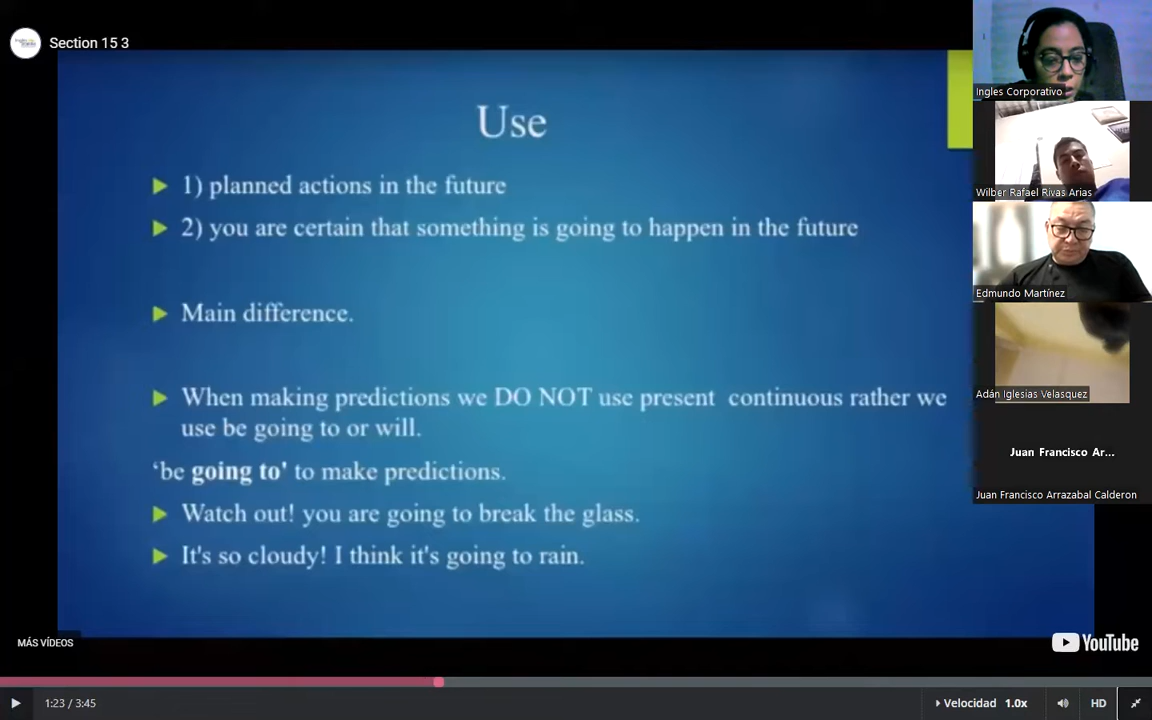 Section 15 3
Use
1) planned actions in the future
2) you are certain that something is going to happen in the future
Main difference.
When making predictions we DO NOT use present continuous rather we
use be going to or will.
‘be going to' to make predictions.
Watch out! you are going to break the glass.
It's so cloudy! I think it's going to rain.
MÁS VÍDEOS
YouTube
1:23 / 3:45
Velocidad 1.0x
HD
Ingles Corporativo
Wilber Rafael Rivas Arias
Edmundo Martínez
Adán Iglesias Velasquez
Juan Francisco Ar...
Juan Francisco Arrazabal Calderon